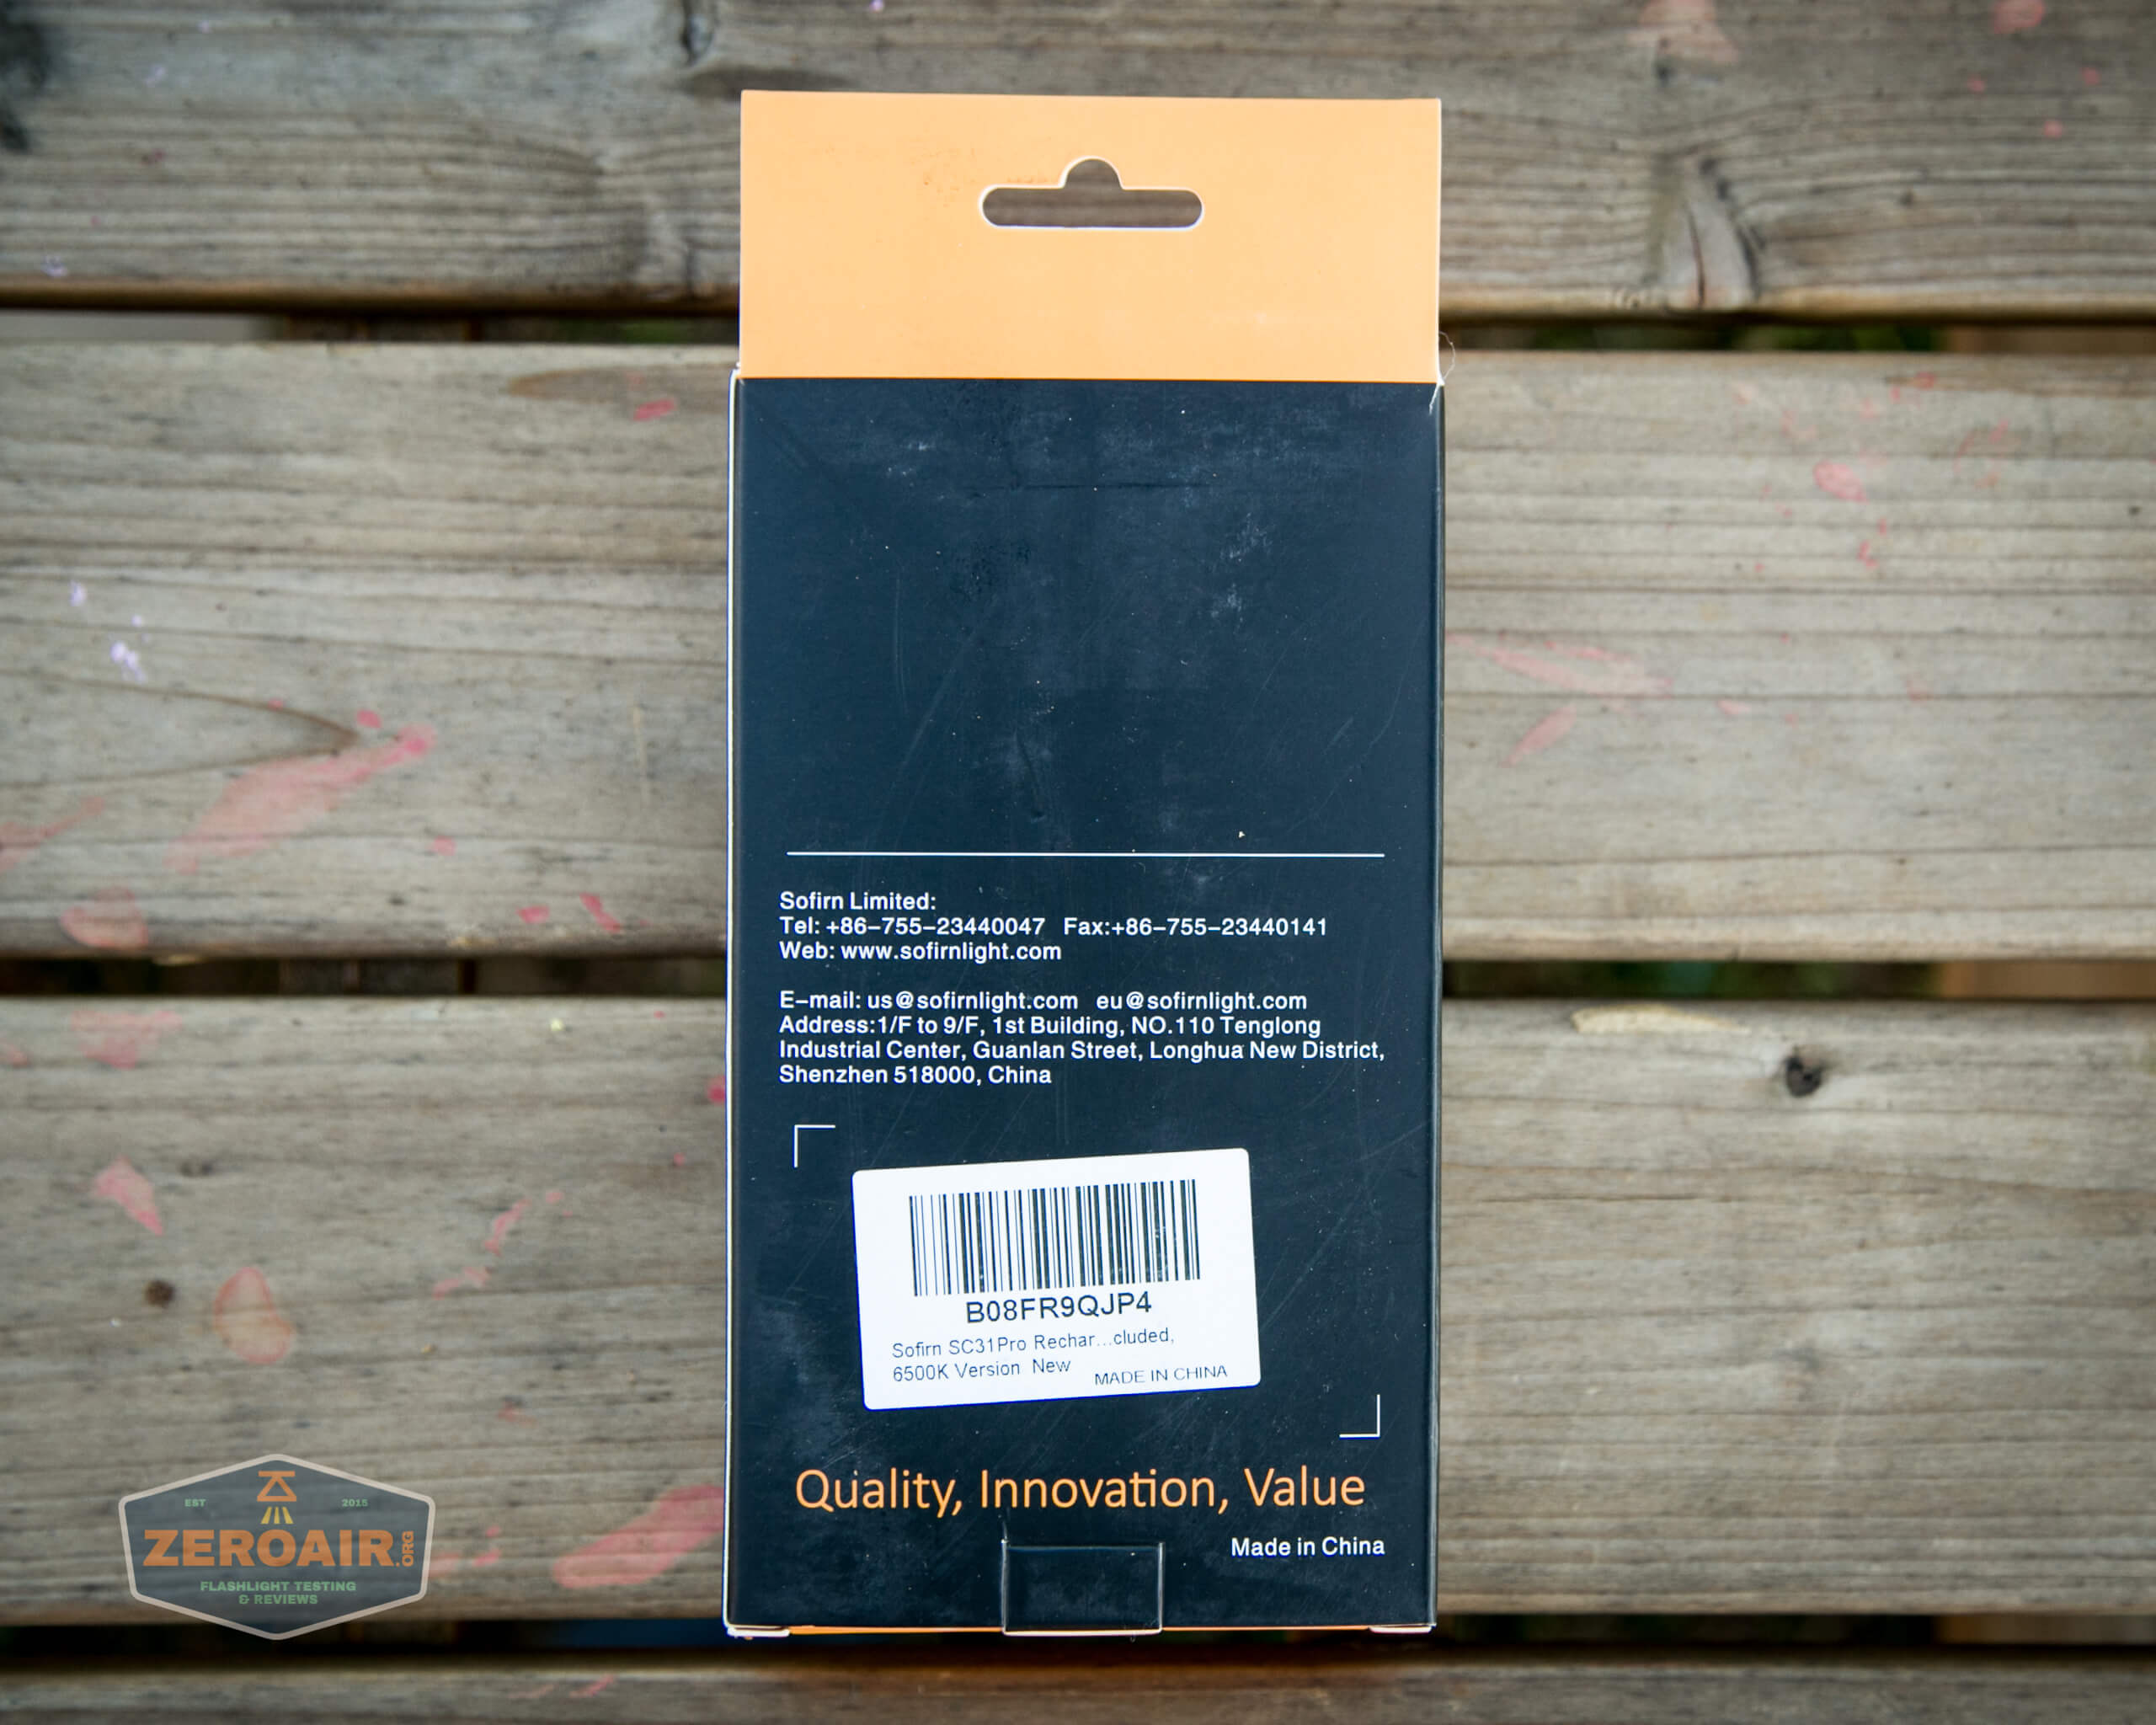 Sofirn Limited:
Tel: +86–755–23440047 Fax:+86–755–23440141
Web: www.sofirnlight.com
E–mail: us@sofirnlight.com eu@sofirnlight.com
Address:1/F to 9/F, 1st Building, NO.110 Tenglong
Industrial Center, Guanlan Street, Longhua New District,
Shenzhen 518000, China
B08FR9QJP4
Sofirn SC31Pro Rechar...cluded,
6500K Version New
MADE IN CHINA
Quality, Innovation, Value
Made in China
EST 2015
ZEROAIR.ORG
FLASHLIGHT TESTING
& REVIEWS